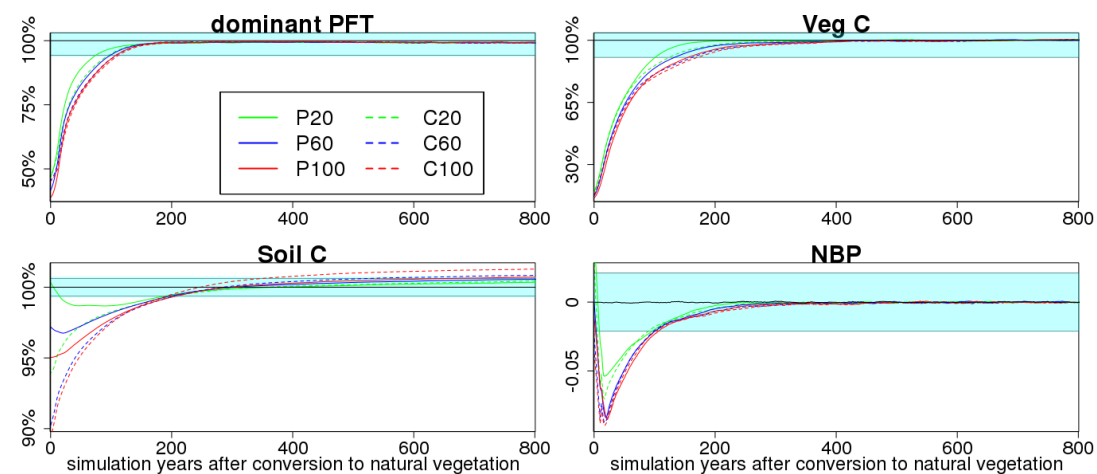 dominant PFT
100%
75%
50%
P20 C20
P60 C60
P100 C100
0 200 400 600 800
Veg C
100%
65%
30%
0 200 400 600 800
Soil C
100%
95%
90%
0 200 400 600 800
simulation years after conversion to natural vegetation
NBP
0
-0.05
0 200 400 600 800
simulation years after conversion to natural vegetation